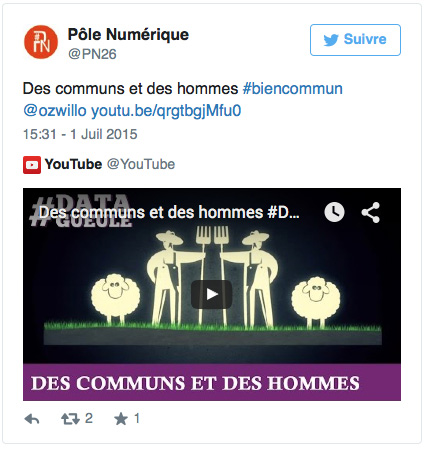 #PN
Pôle Numérique
@PN26
Suivre
Des communs et des hommes #biencommun
@ozwillo youtu.be/qrgtbgjMfu0
15:31 - 1 Juil 2015
YouTube @YouTube
#DATA
GUEULE
Des communs et des hommes #D...
DES COMMUNS ET DES HOMMES
2
1